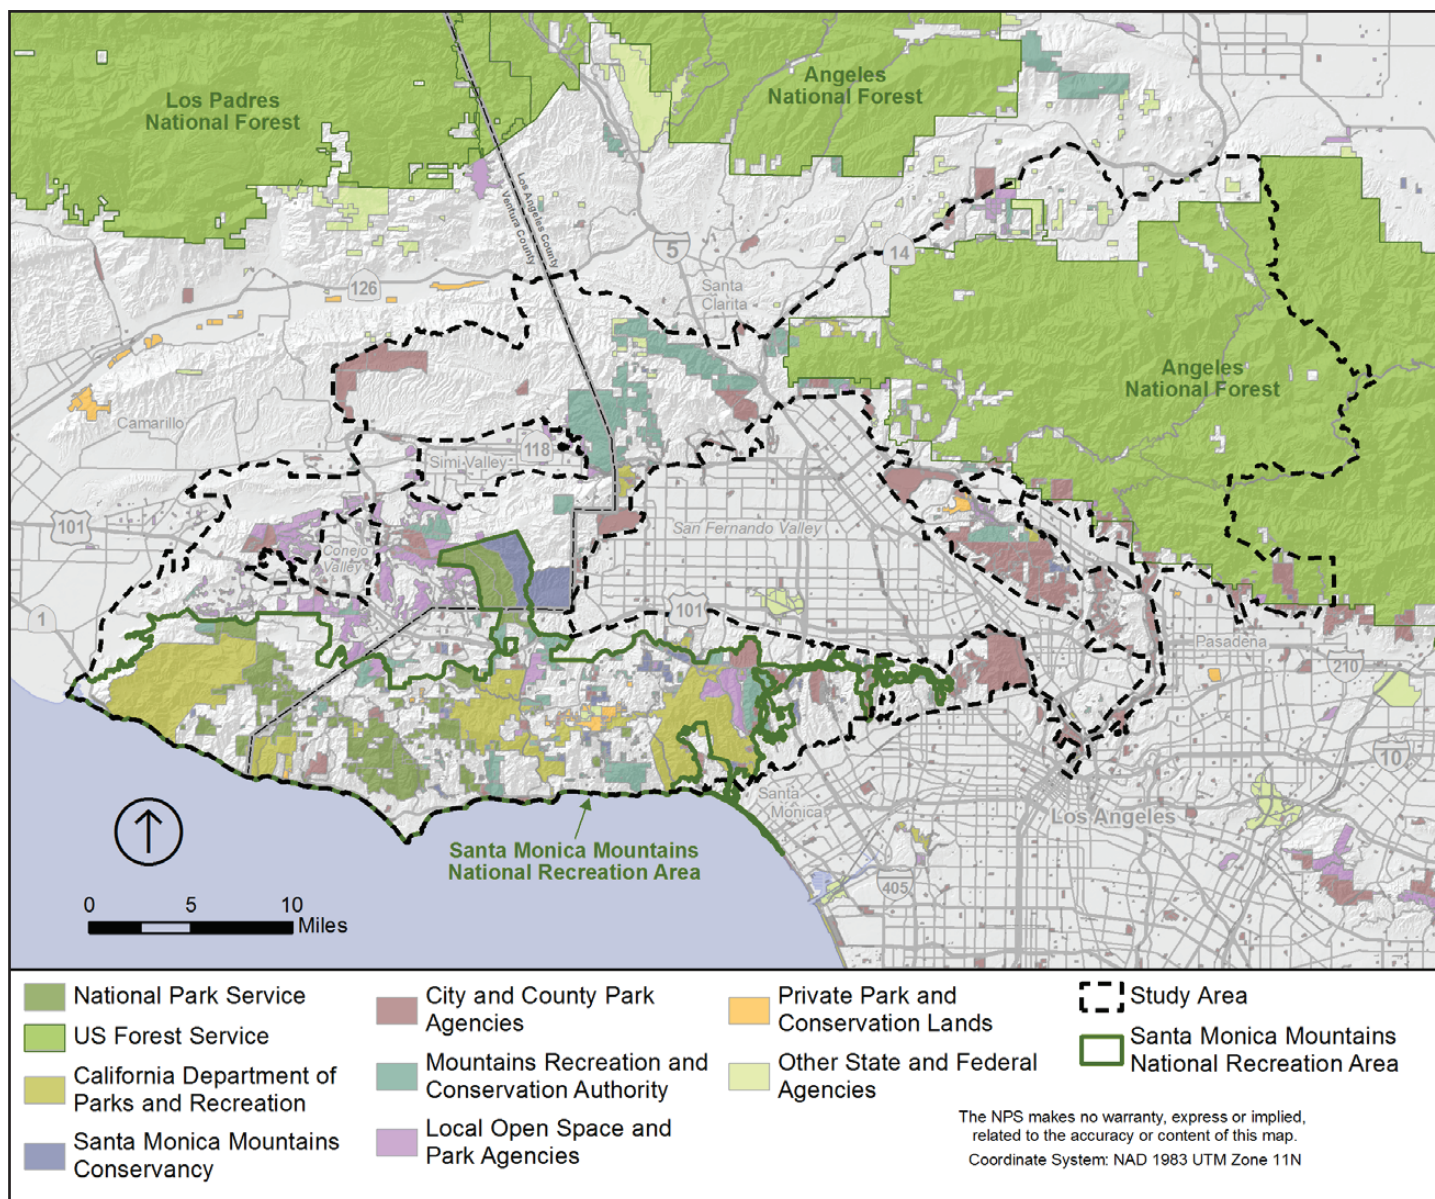 Los Padres
National Forest
Angeles
National Forest
Los Angeles County
Ventura County
5
14
126
Santa
Clarita
Angeles
National Forest
Camarillo
118
Simi Valley
101
San Fernando Valley
Conejo
Valley
101
1
Pasadena
210
10
Santa
Monica
Los Angeles
405
Santa Monica Mountains
National Recreation Area
0 5 10
Miles
National Park Service
US Forest Service
California Department of
Parks and Recreation
Santa Monica Mountains
Conservancy
City and County Park
Agencies
Mountains Recreation and
Conservation Authority
Local Open Space and
Park Agencies
Private Park and
Conservation Lands
Other State and Federal
Agencies
Study Area
Santa Monica Mountains
National Recreation Area
The NPS makes no warranty, express or implied,
related to the accuracy or content of this map.
Coordinate System: NAD 1983 UTM Zone 11N